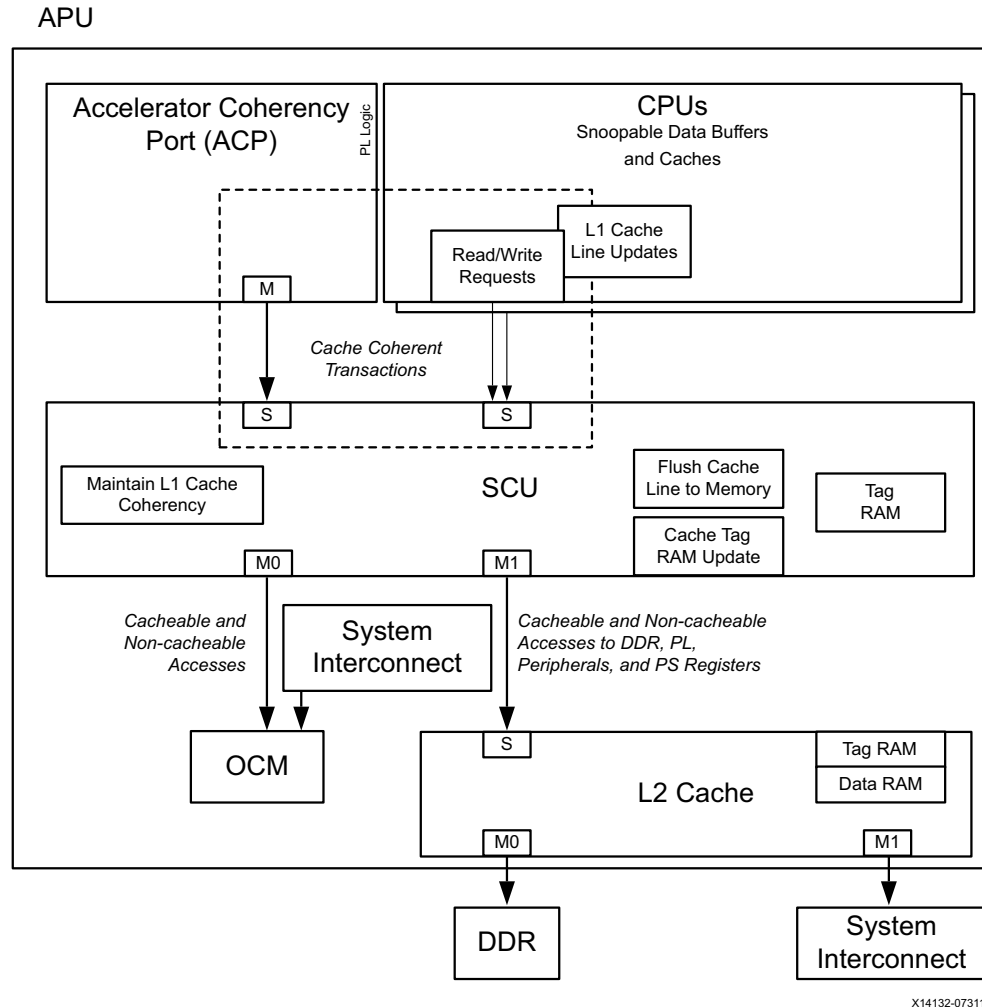 APU
Accelerator Coherency
Port (ACP)
PL Logic
M
CPUs
Snoopable Data Buffers
and Caches
L1 Cache
Line Updates
Read/Write
Requests
Cache Coherent
Transactions
S
S
Maintain L1 Cache
Coherency
SCU
Flush Cache
Line to Memory
Cache Tag
RAM Update
Tag
RAM
M0
M1
Cacheable and
Non-cacheable
Accesses
System
Interconnect
Cacheable and Non-cacheable
Accesses to DDR, PL,
Peripherals, and PS Registers
OCM
S
L2 Cache
Tag RAM
Data RAM
M0
M1
DDR
System
Interconnect